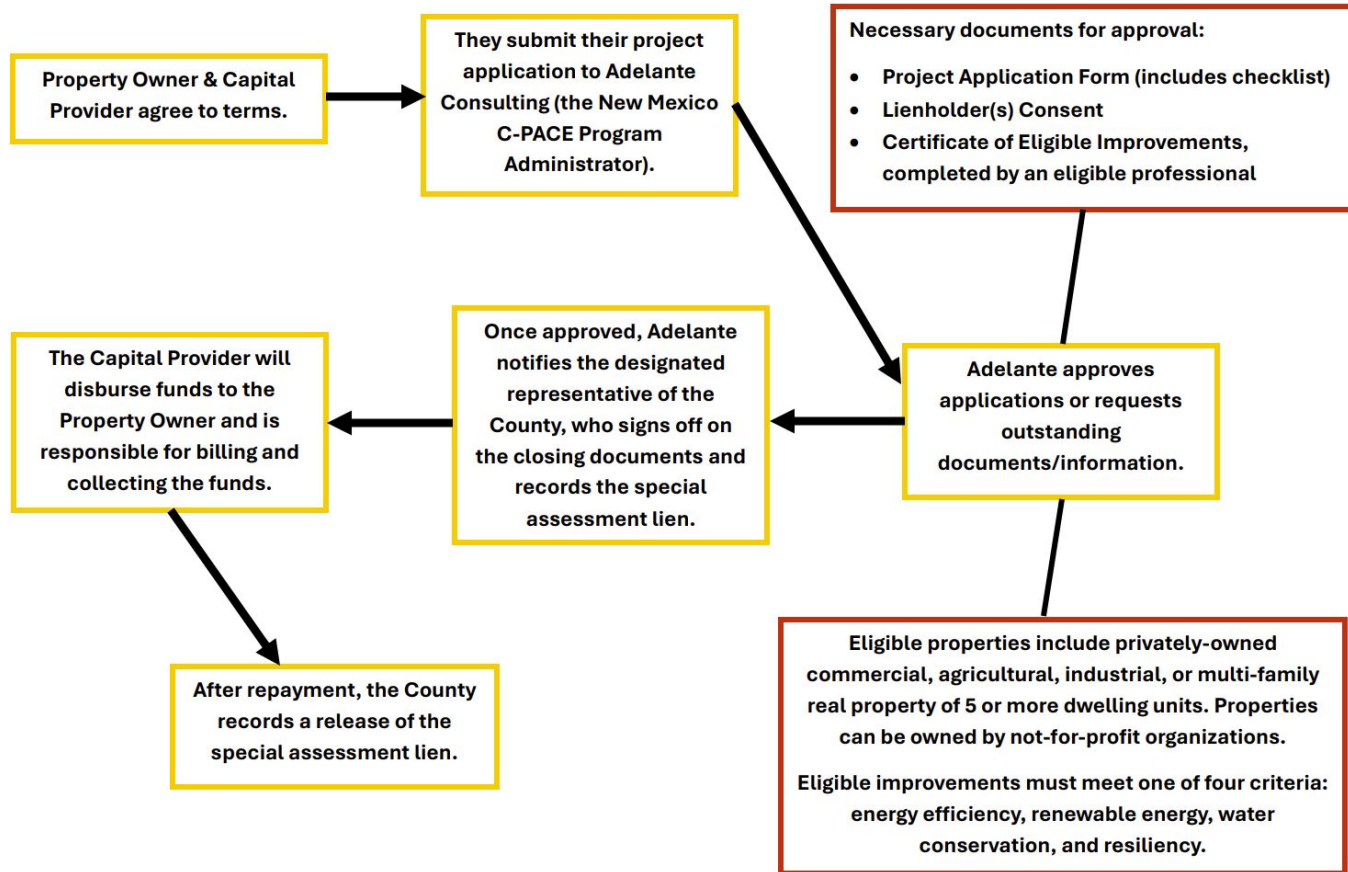 Property Owner & Capital
Provider agree to terms.
They submit their project
application to Adelante
Consulting (the New Mexico
C-PACE Program
Administrator).
Necessary documents for approval:
• Project Application Form (includes checklist)
• Lienholder(s) Consent
• Certificate of Eligible Improvements,
completed by an eligible professional
Adelante approves
applications or requests
outstanding
documents/information.
Eligible properties include privately-owned
commercial, agricultural, industrial, or multi-family
real property of 5 or more dwelling units. Properties
can be owned by not-for-profit organizations.
Eligible improvements must meet one of four criteria:
energy efficiency, renewable energy, water
conservation, and resiliency.
Once approved, Adelante
notifies the designated
representative of the
County, who signs off on
the closing documents and
records the special
assessment lien.
The Capital Provider will
disburse funds to the
Property Owner and is
responsible for billing and
collecting the funds.
After repayment, the County
records a release of the
special assessment lien.